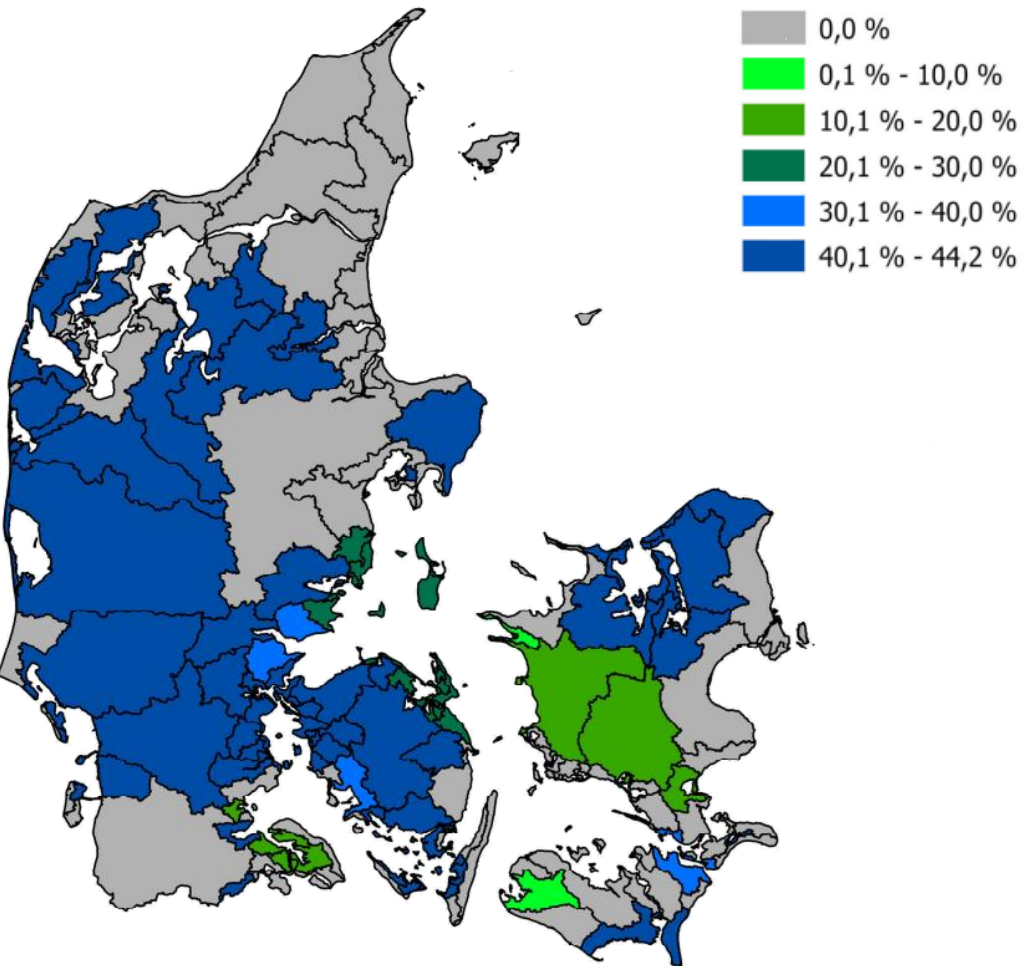 0,0 %
0,1 % - 10,0 %
10,1 % - 20,0 %
20,1 % - 30,0 %
30,1 % - 40,0 %
40,1 % - 44,2 %